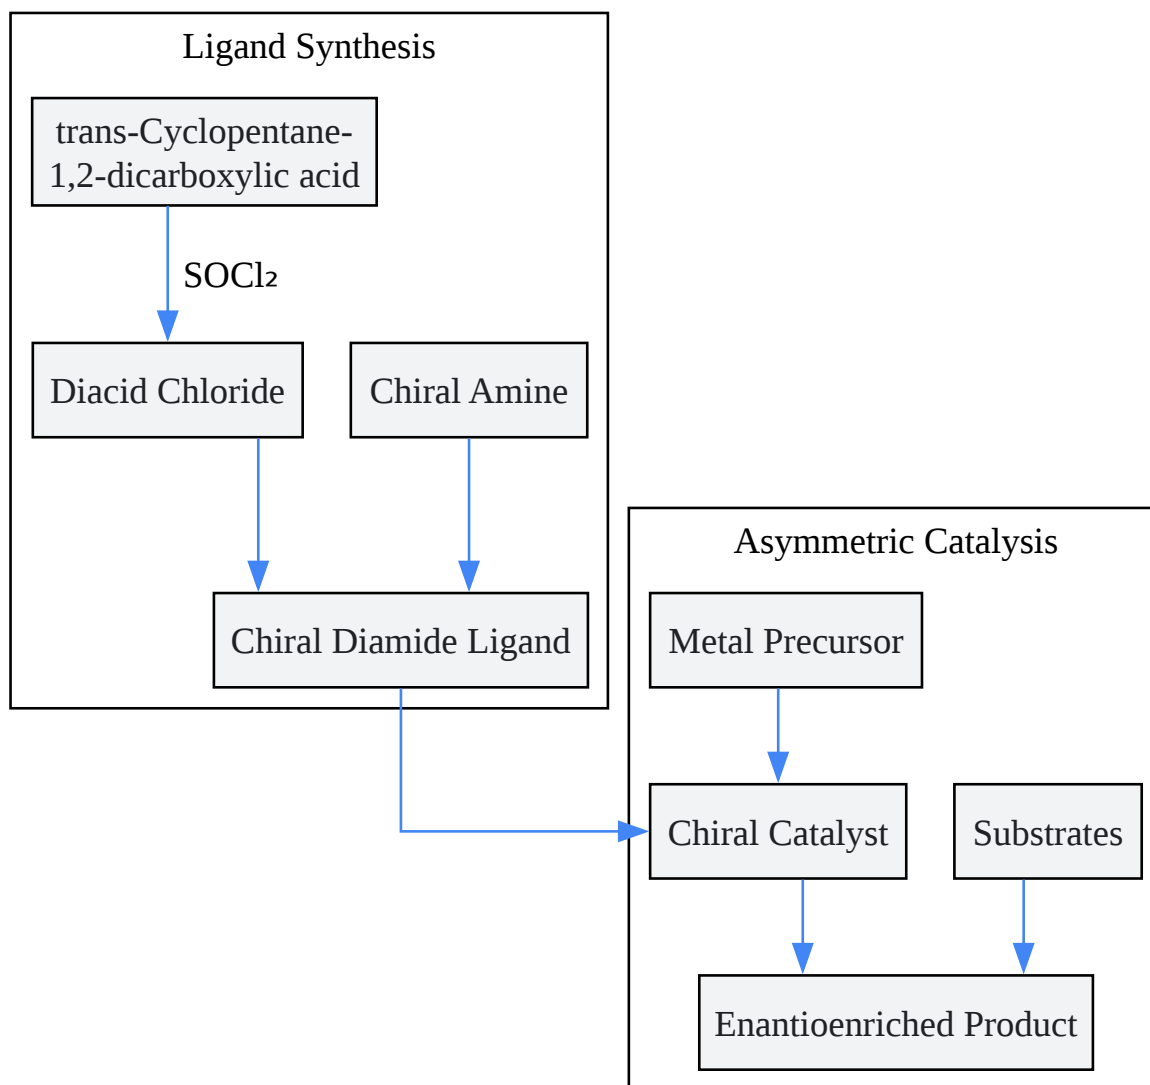 Ligand Synthesis
trans-Cyclopentane-
1,2-dicarboxylic acid
SOCl₂
Diacid Chloride
Chiral Amine
Chiral Diamide Ligand
Asymmetric Catalysis
Metal Precursor
Chiral Catalyst
Substrates
Enantioenriched Product